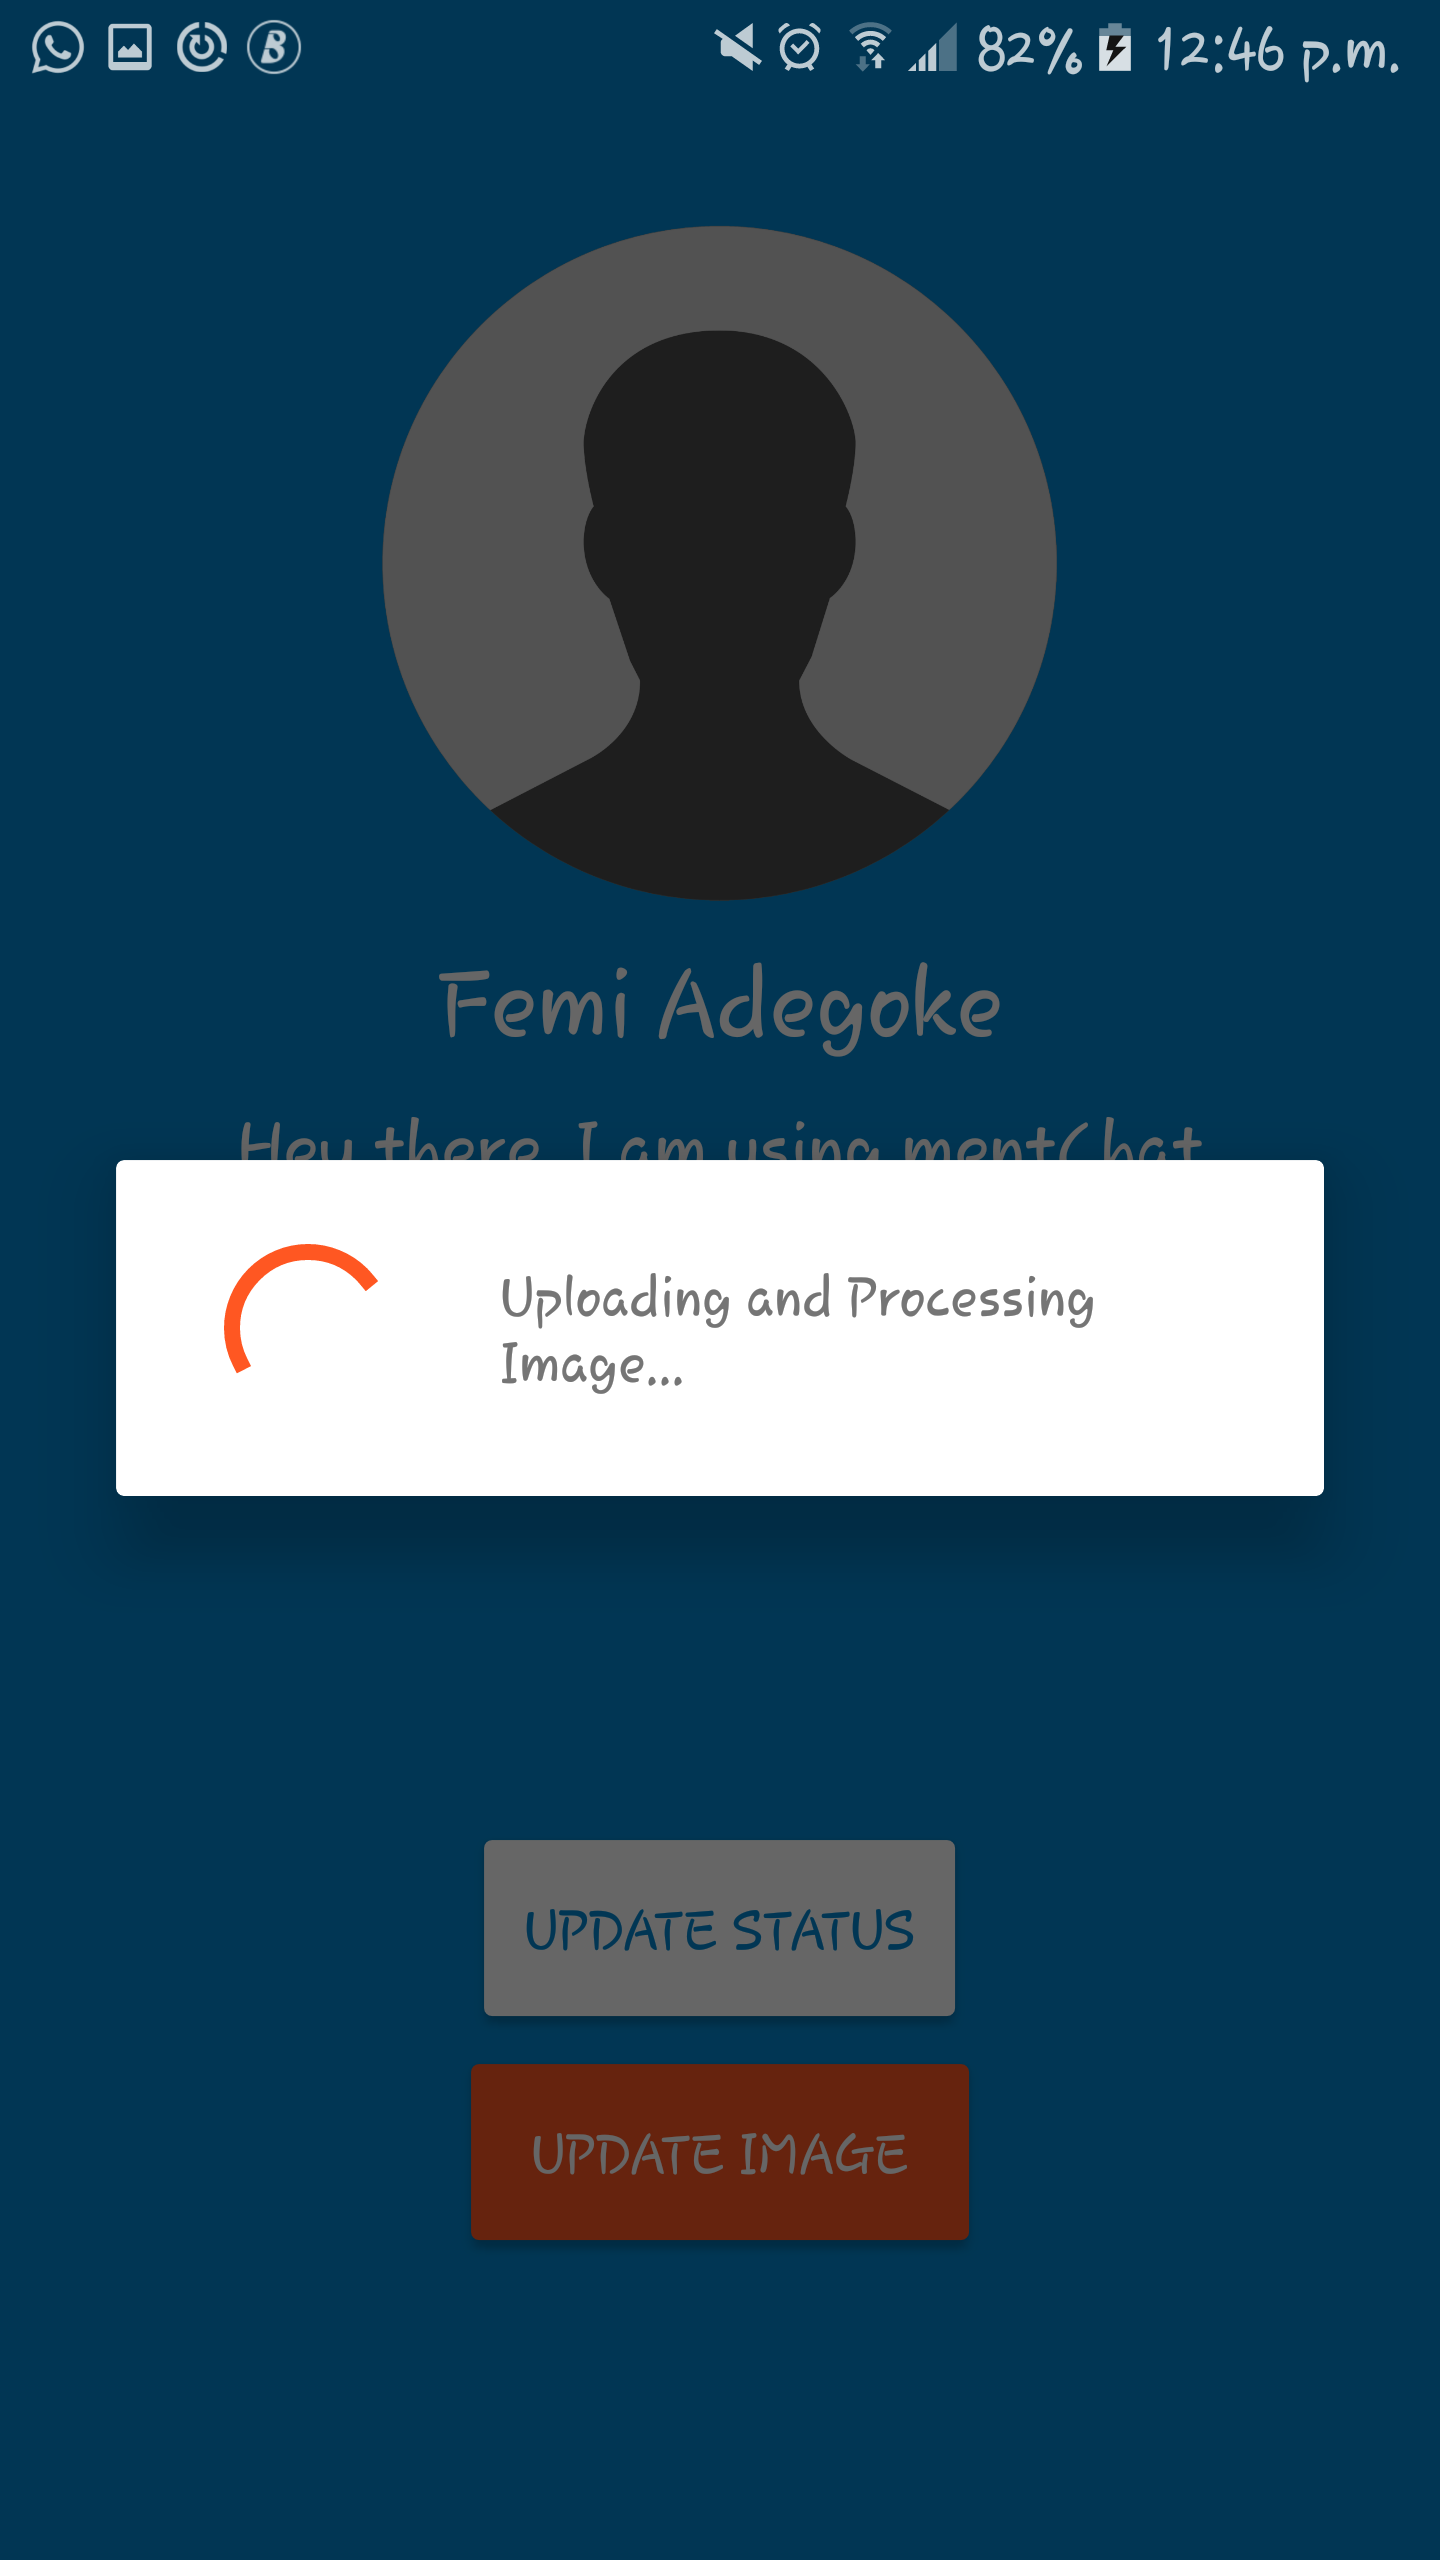 82% 12:46 p.m.
Femi Adegoke
Hey there, I am using mentChat
Uploading and Processing
Image...
UPDATE STATUS
UPDATE IMAGE